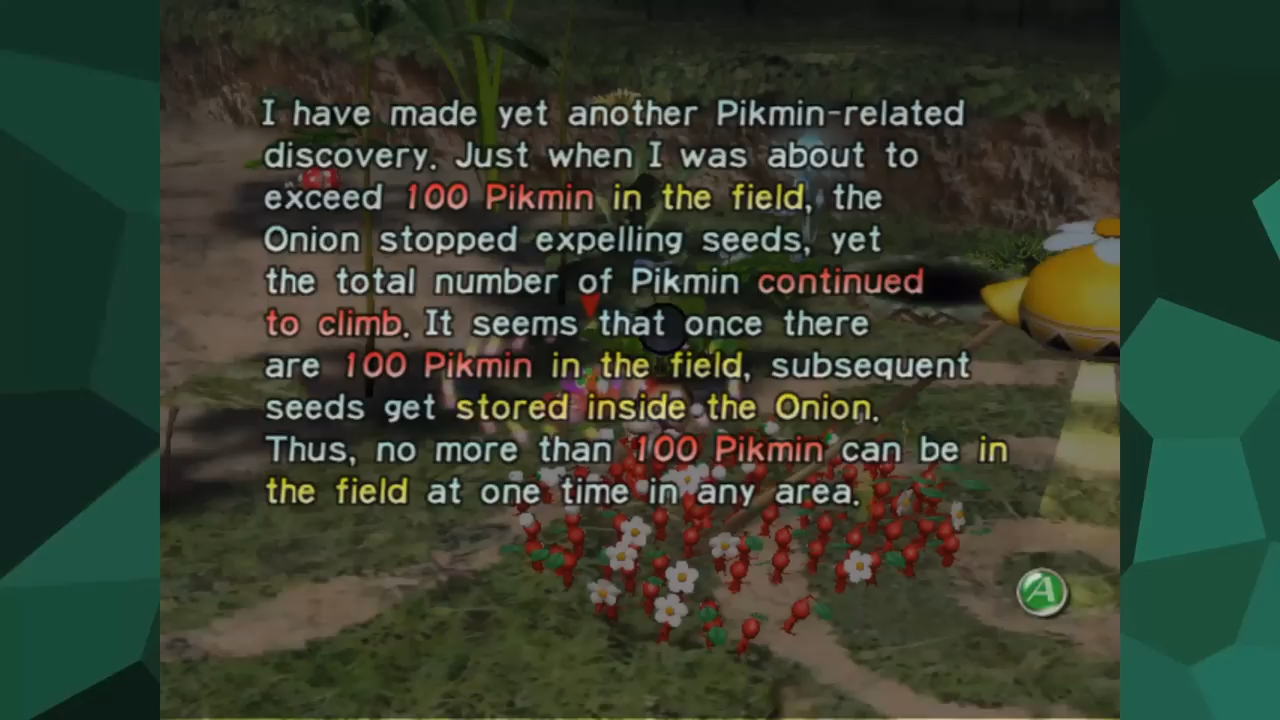 I have made yet another Pikmin-related
discovery. Just when I was about to
exceed 100 Pikmin in the field, the
Onion stopped expelling seeds, yet
the total number of Pikmin continued
to climb. It seems that once there
are 100 Pikmin in the field, subsequent
seeds get stored inside the Onion.
Thus, no more than 100 Pikmin can be in
the field at one time in any area.
A